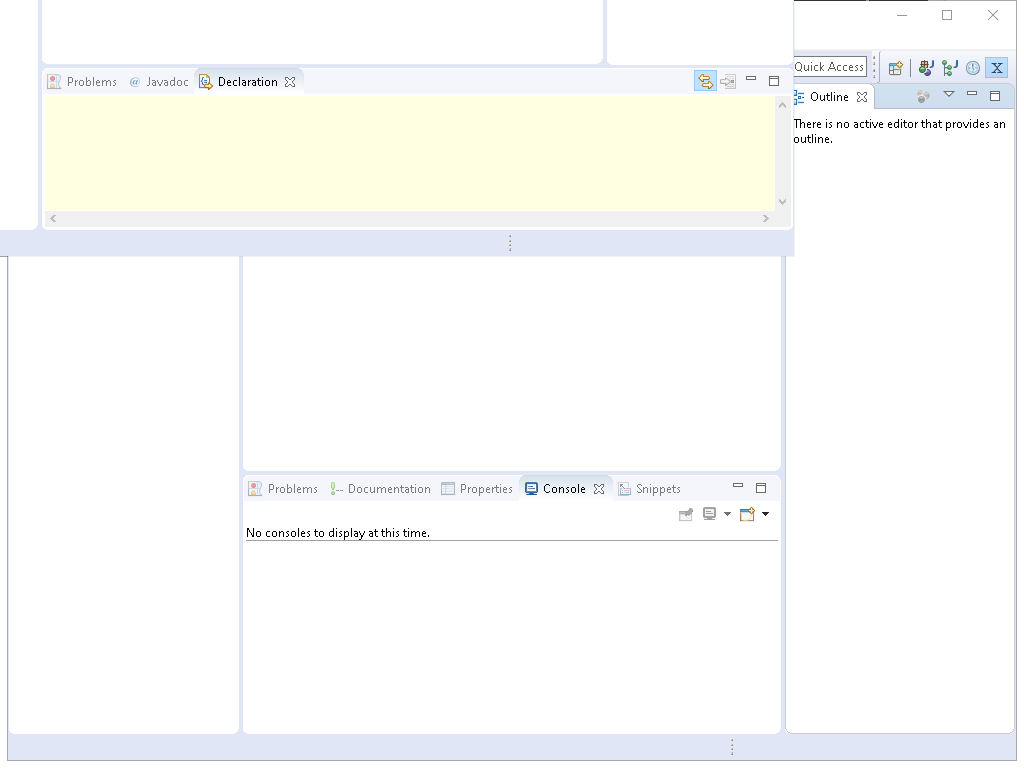 Problems @ Javadoc Declaration
Quick Access
X
Outline
There is no active editor that provides an
outline.
Problems Documentation Properties Console Snippets
No consoles to display at this time.